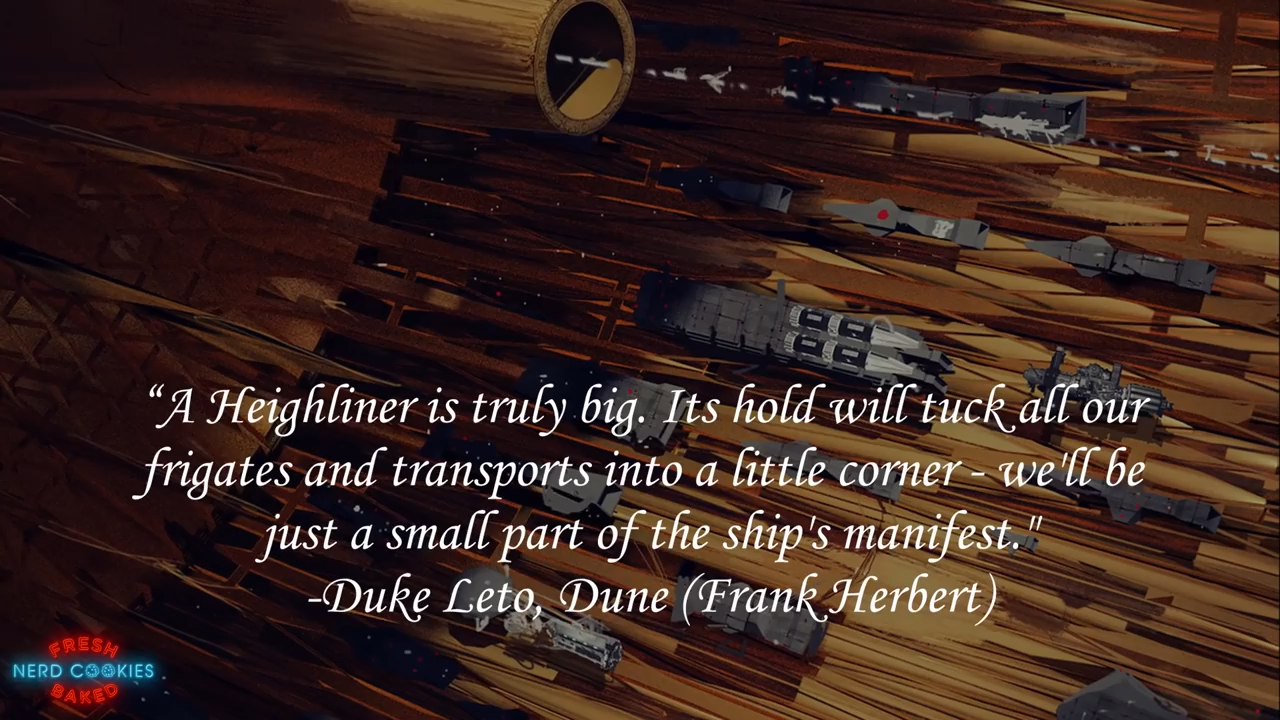 “A Heighliner is truly big. Its hold will tuck all our
frigates and transports into a little corner - we'll be
just a small part of the ship's manifest."
-Duke Leto, Dune (Frank Herbert)
FRESH
NERD COOKIES
BAKED